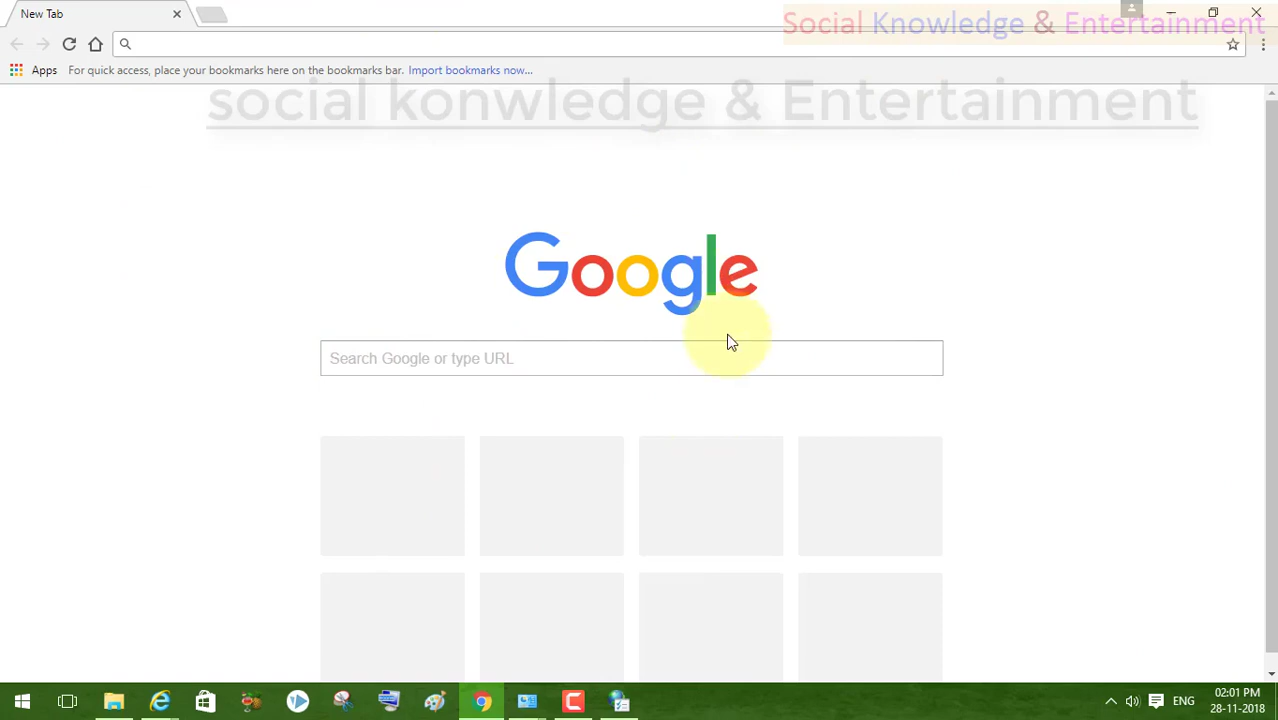 New Tab
Social Knowledge & Entertainment
Apps For quick access, place your bookmarks here on the bookmarks bar. Import bookmarks now...
social konwledge & Entertainment
Google
Search Google or type URL
ENG
02:01 PM
28-11-2018